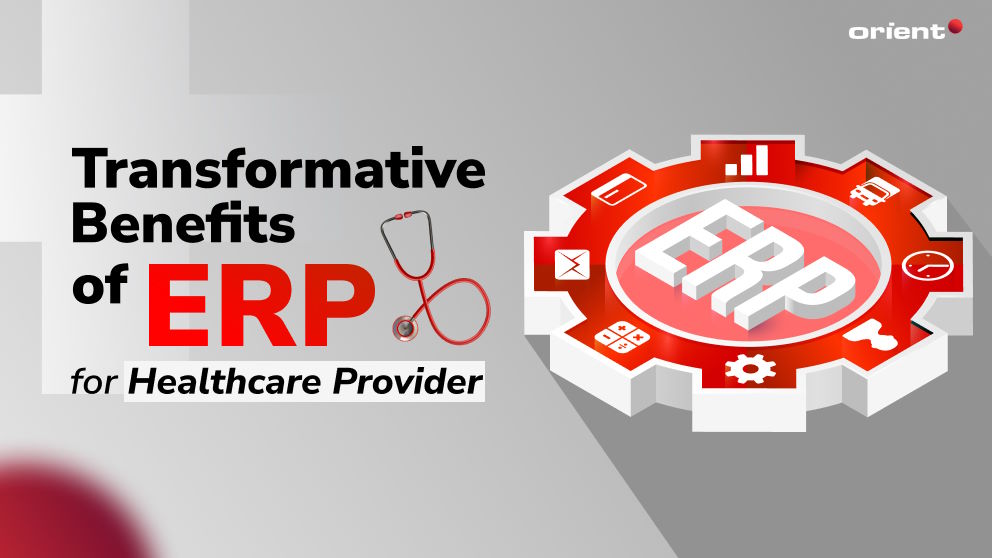 orient
Transformative
Benefits
of ERP
for Healthcare Provider
ERP